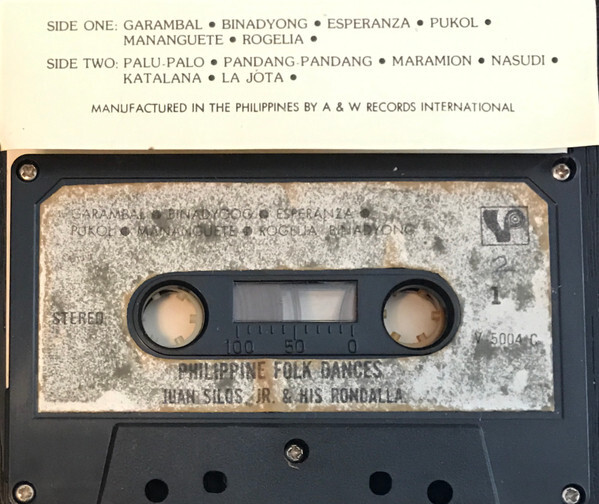 SIDE ONE: GARAMBAL ● BINADYONG ● ESPERANZA ● PUKOL ●
MANANGUETE ● ROGELIA ●
SIDE TWO: PALU-PALO ● PANDANG-PANDANG ● MARAMION ● NASUDI ●
KATALANA ● LA JOTA ●
MANUFACTURED IN THE PHILIPPINES BY A & W RECORDS INTERNATIONAL
GARAMBAL ● BINADYOOG ● ESPERANZA ●
PUKOL ● MANANGUETE ● ROGELIA BINADYONG
2
1
STEREO
V 5004 C
100 50 0
PHILIPPINE FOLK DANCES
JUAN SILOS, JR. & HIS RONDALLA